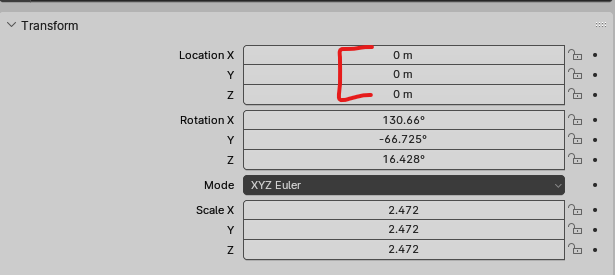 Transform
Location X 0 m
Y 0 m
Z 0 m
Rotation X 130.66°
Y -66.725°
Z 16.428°
Mode XYZ Euler
Scale X 2.472
Y 2.472
Z 2.472